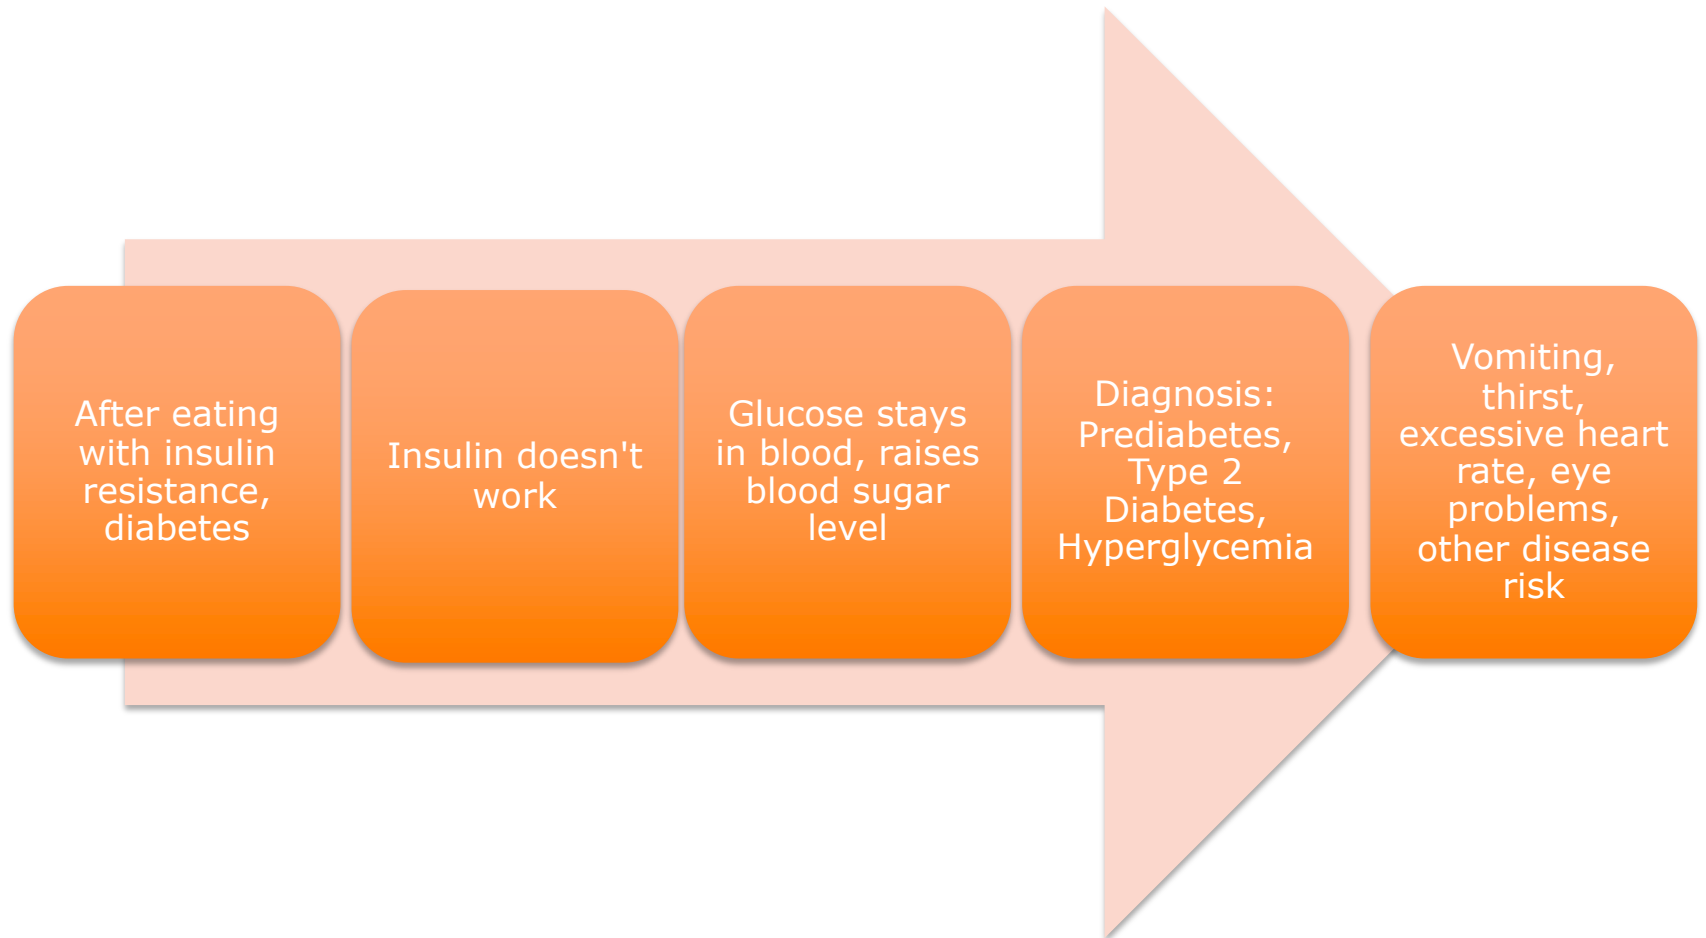 After eating
with insulin
resistance,
diabetes
Insulin doesn't
work
Glucose stays
in blood, raises
blood sugar
level
Diagnosis:
Prediabetes,
Type 2
Diabetes,
Hyperglycemia
Vomiting,
thirst,
excessive heart
rate, eye
problems,
other disease
risk